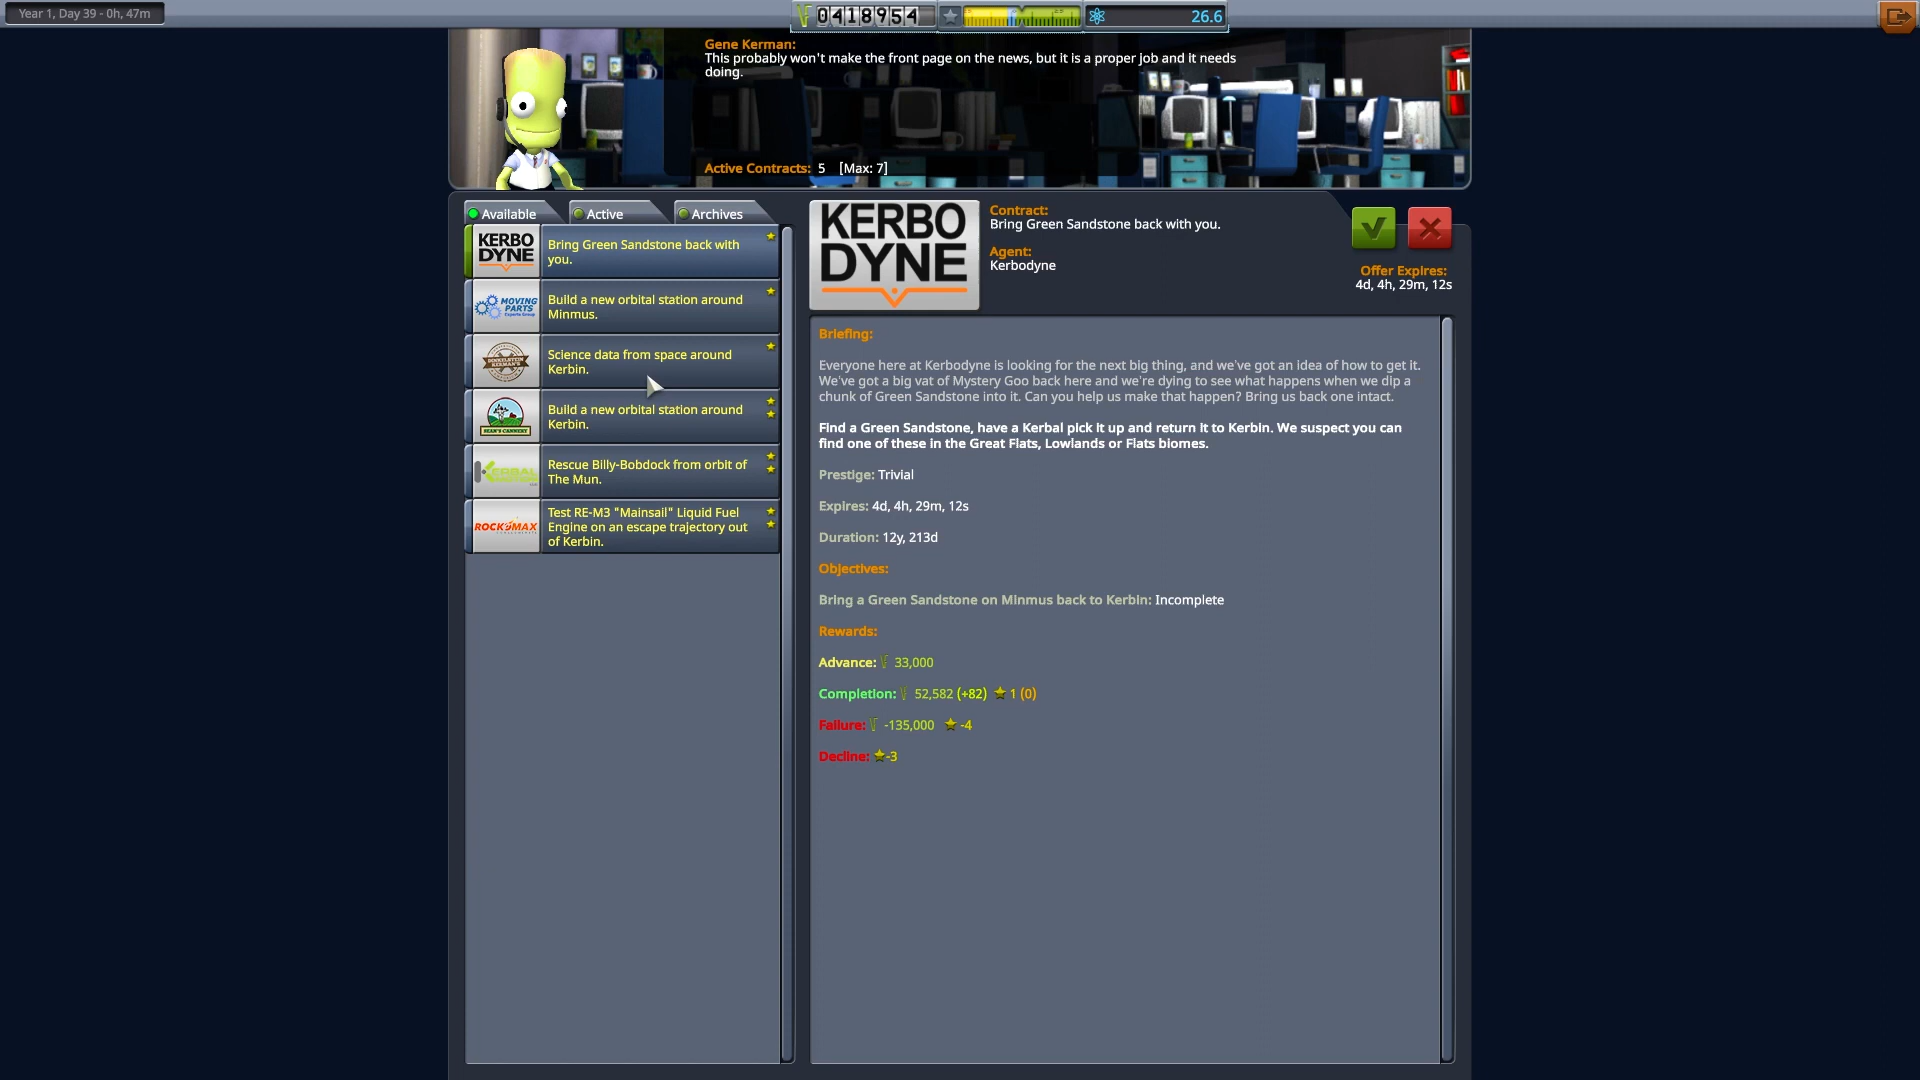 Year 1, Day 39 - 0h, 47m
0418954
26.6
Gene Kerman:
This probably won't make the front page on the news, but it is a proper job and it needs
doing.
Active Contracts: 5 [Max: 7]
Available
Active
Archives
KERBO
DYNE
Bring Green Sandstone back with
you.
MOVING
PARTS
Experts Group
Build a new orbital station around
Minmus.
Science data from space around
Kerbin.
BEAN'S CANNERY
Build a new orbital station around
Kerbin.
Rescue Billy-Bobdock from orbit of
The Mun.
ROCKOMAX
Test RE-M3 "Mainsail" Liquid Fuel
Engine on an escape trajectory out
of Kerbin.
KERBO
DYNE
Contract:
Bring Green Sandstone back with you.
Agent:
Kerbodyne
Offer Expires:
4d, 4h, 29m, 12s
Briefing:
Everyone here at Kerbodyne is looking for the next big thing, and we've got an idea of how to get it.
We've got a big vat of Mystery Goo back here and we're dying to see what happens when we dip a
chunk of Green Sandstone into it. Can you help us make that happen? Bring us back one intact.
Find a Green Sandstone, have a Kerbal pick it up and return it to Kerbin. We suspect you can
find one of these in the Great Flats, Lowlands or Flats biomes.
Prestige: Trivial
Expires: 4d, 4h, 29m, 12s
Duration: 12y, 213d
Objectives:
Bring a Green Sandstone on Minmus back to Kerbin: Incomplete
Rewards:
Advance: 33,000
Completion: 52,582 (+82) 1 (0)
Failure: -135,000 -4
Decline: -3